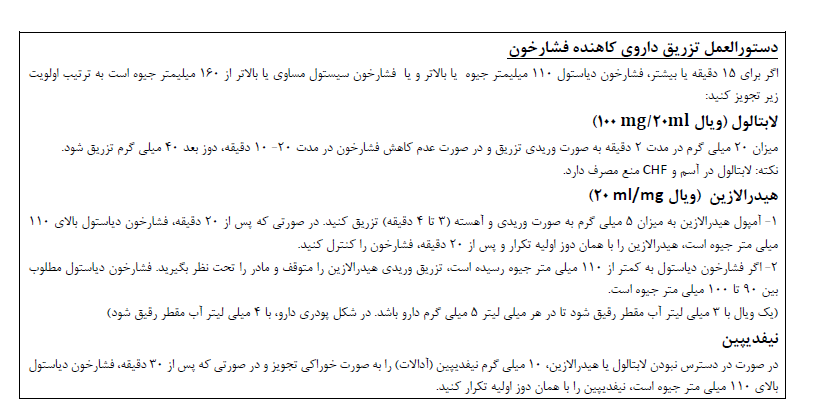 دستورالعمل تزریق داروی کاهنده فشارخون
اگر برای ۱۵ دقیقه یا بیشتر، فشارخون دیاستول ۱۱۰ میلیمتر جیوه یا بالاتر و یا فشارخون سیستول مساوی یا بالاتر از ۱۶۰ میلیمتر جیوه است به ترتیب اولویت
زیر تجویز کنید:
لابتالول (ویال ۱۰۰ mg/۲۰ml)
میزان ۲۰ میلی گرم در مدت ۲ دقیقه به صورت وریدی تزریق و در صورت عدم کاهش فشارخون در مدت ۲۰- ۱۰ دقیقه، دوز بعد ۴۰ میلی گرم تزریق شود.
نکته: لابتالول در آسم و CHF منع مصرف دارد.
هیدرالازین (ویال ۲۰ ml/mg)
۱- آمپول هیدرالازین به میزان ۵ میلی گرم به صورت وریدی و آهسته (۳ تا ۴ دقیقه) تزریق کنید. در صورتی که پس از ۲۰ دقیقه، فشارخون دیاستول بالای ۱۱۰
میلی متر جیوه است، هیدرالازین را با همان دوز اولیه تکرار و پس از ۲۰ دقیقه، فشارخون را کنترل کنید.
۲- اگر فشارخون دیاستول به کمتر از ۱۱۰ میلی متر جیوه رسیده است، تزریق وریدی هیدرالازین را متوقف و مادر را تحت نظر بگیرید. فشارخون دیاستول مطلوب
بین ۹۰ تا ۱۰۰ میلی متر جیوه است.
(یک ویال با ۳ میلی لیتر آب مقطر رقیق شود تا در هر میلی لیتر ۵ میلی گرم دارو باشد. در شکل پودری دارو، با ۴ میلی لیتر آب مقطر رقیق شود)
نیفدیپین
در صورت در دسترس نبودن لابتالول یا هیدرالازین، ۱۰ میلی گرم نیفدیپین (آدالات) را به صورت خوراکی تجویز و در صورتی که پس از ۳۰ دقیقه، فشارخون دیاستول
بالای ۱۱۰ میلی متر جیوه است، نیفدیپین را با همان دوز اولیه تکرار کنید.